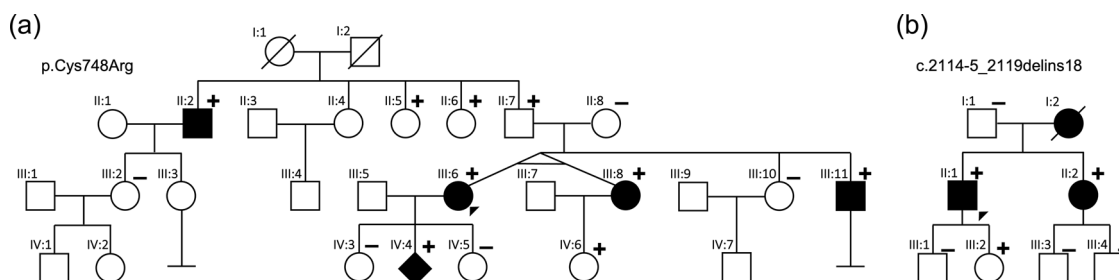 (a) (b)
I:1 I:2
p.Cys748Arg c.2114-5_2119delins18
II:1 II:2 + II:3 II:4 II:5 + II:6 + II:7 + II:8 − I:1 − I:2
III:1 III:2 − III:3 III:4 III:5 III:6 + III:7 III:8 + III:9 III:10 − III:11 + II:1 + II:2 +
IV:1 IV:2 IV:3 − IV:4 + IV:5 − IV:6 + IV:7 III:1 − III:2 + III:3 − III:4